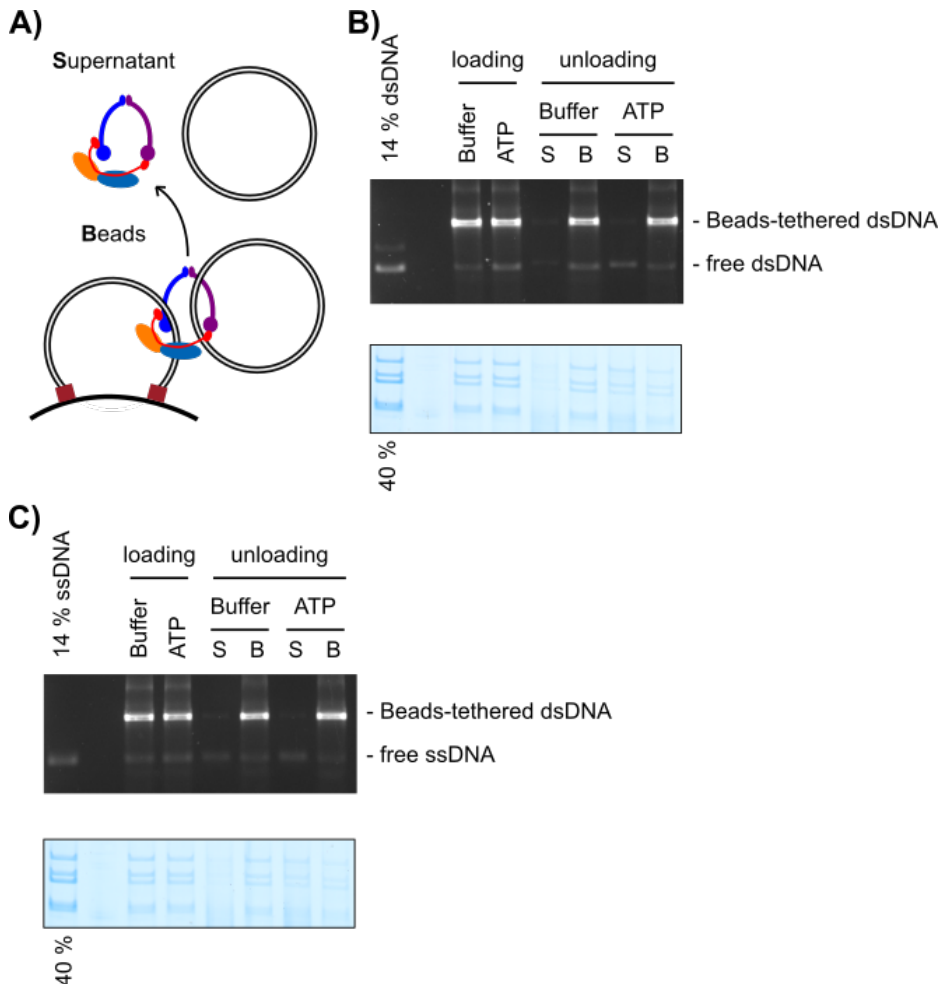 A)
Supernatant
Beads
B)
14 % dsDNA
loading
unloading
Buffer
ATP
Buffer
ATP
S
B
S
B
- Beads-tethered dsDNA
- free dsDNA
40 %
C)
14 % ssDNA
loading
unloading
Buffer
ATP
Buffer
ATP
S
B
S
B
- Beads-tethered dsDNA
- free ssDNA
40 %